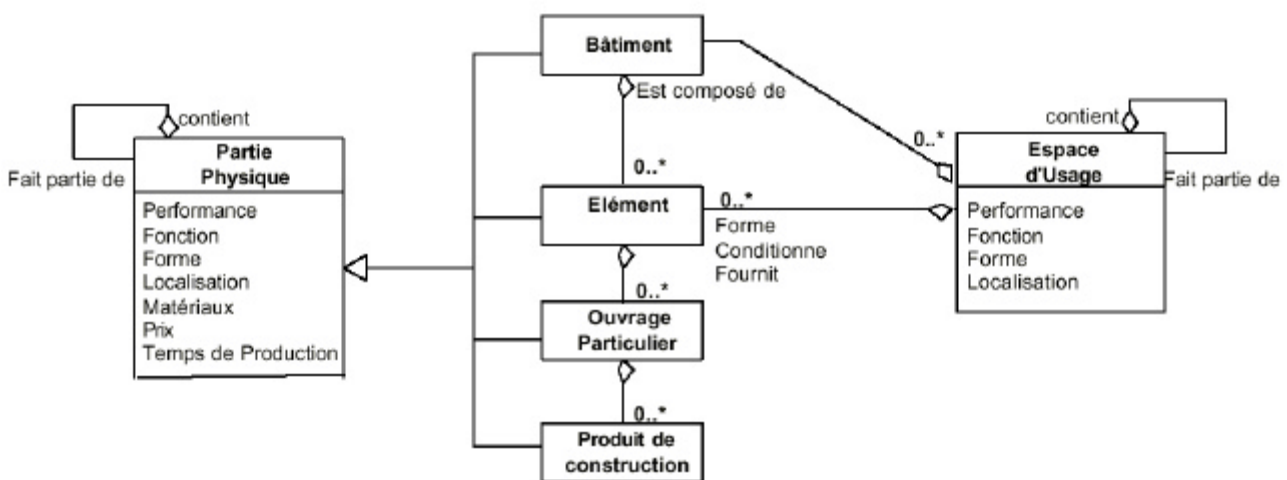 contient
Fait partie de
Partie
Physique
Performance
Fonction
Forme
Localisation
Matériaux
Prix
Temps de Production
Bâtiment
Est composé de
0..*
Elément
0..*
Ouvrage
Particulier
0..*
Produit de
construction
0..*
0..*
Forme
Conditionne
Fournit
contient
Fait partie de
Espace
d'Usage
Performance
Fonction
Forme
Localisation